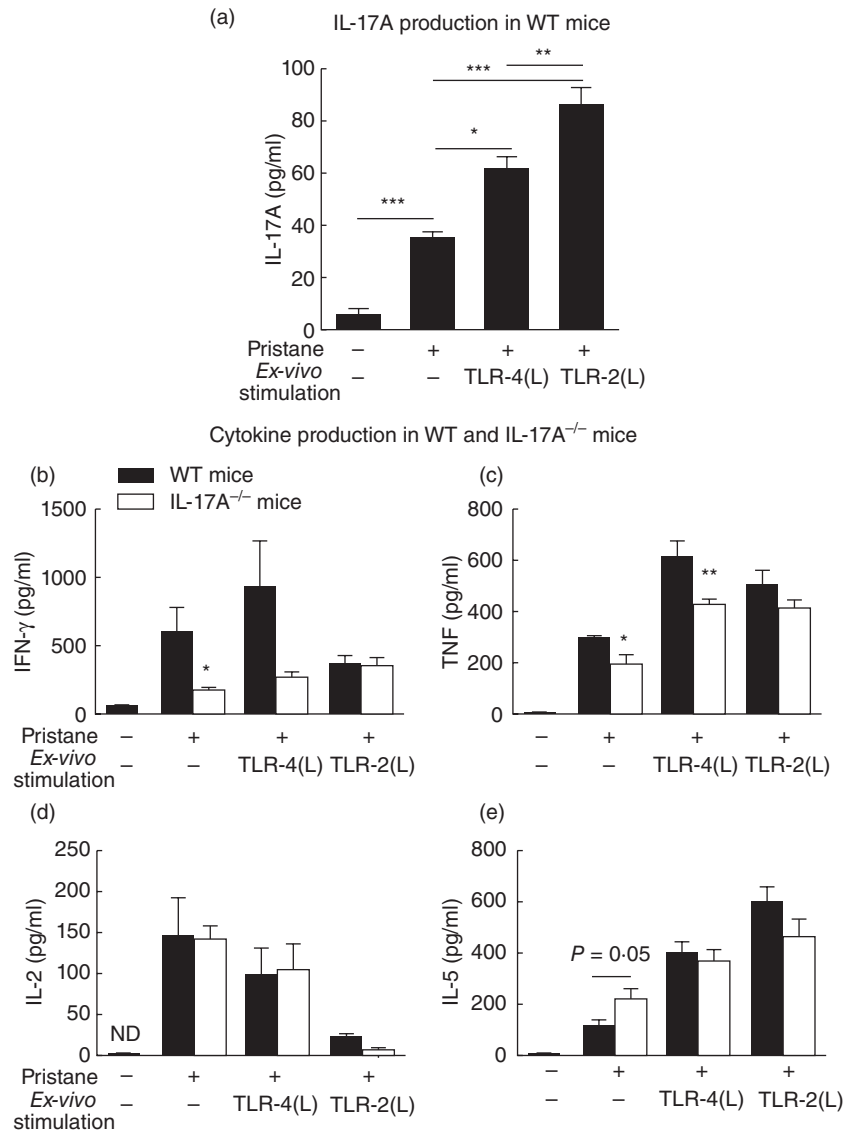 (a)
IL-17A production in WT mice
IL-17A (pg/ml)
100
80
60
40
20
0
***
*
***
**
Pristane – + + +
Ex-vivo
stimulation – – TLR-4(L) TLR-2(L)
Cytokine production in WT and IL-17A–/– mice
(b)
WT mice
IL-17A–/– mice
IFN-γ (pg/ml)
1500
1000
500
0
*
Pristane – + + +
Ex-vivo
stimulation – – TLR-4(L) TLR-2(L)
(c)
TNF (pg/ml)
800
600
400
200
0
*
**
– + + +
– – TLR-4(L) TLR-2(L)
(d)
IL-2 (pg/ml)
250
200
150
100
50
0
ND
Pristane – + + +
Ex-vivo
stimulation – – TLR-4(L) TLR-2(L)
(e)
IL-5 (pg/ml)
800
600
400
200
0
P = 0·05
– + + +
– – TLR-4(L) TLR-2(L)